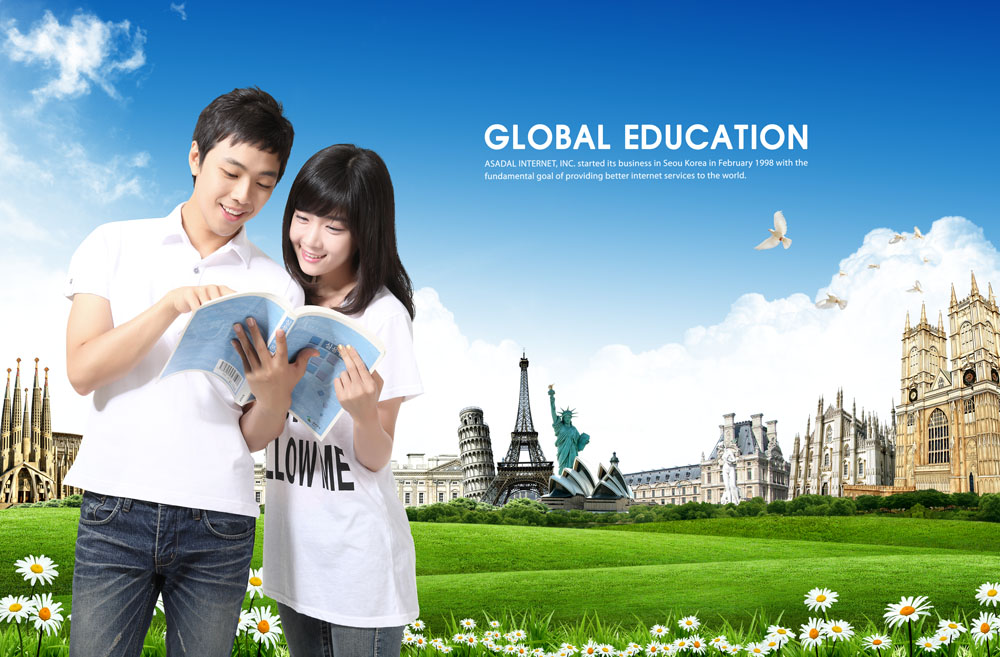 GLOBAL EDUCATION
ASADAL INTERNET, INC. started its business in Seou Korea in February 1998 with the
fundamental goal of providing better internet services to the world.
LLOW ME